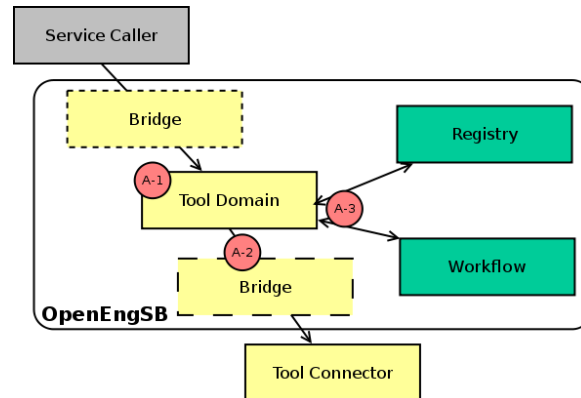 Service Caller
Bridge
Registry
A-1
Tool Domain
A-3
A-2
Workflow
Bridge
OpenEngSB
Tool Connector